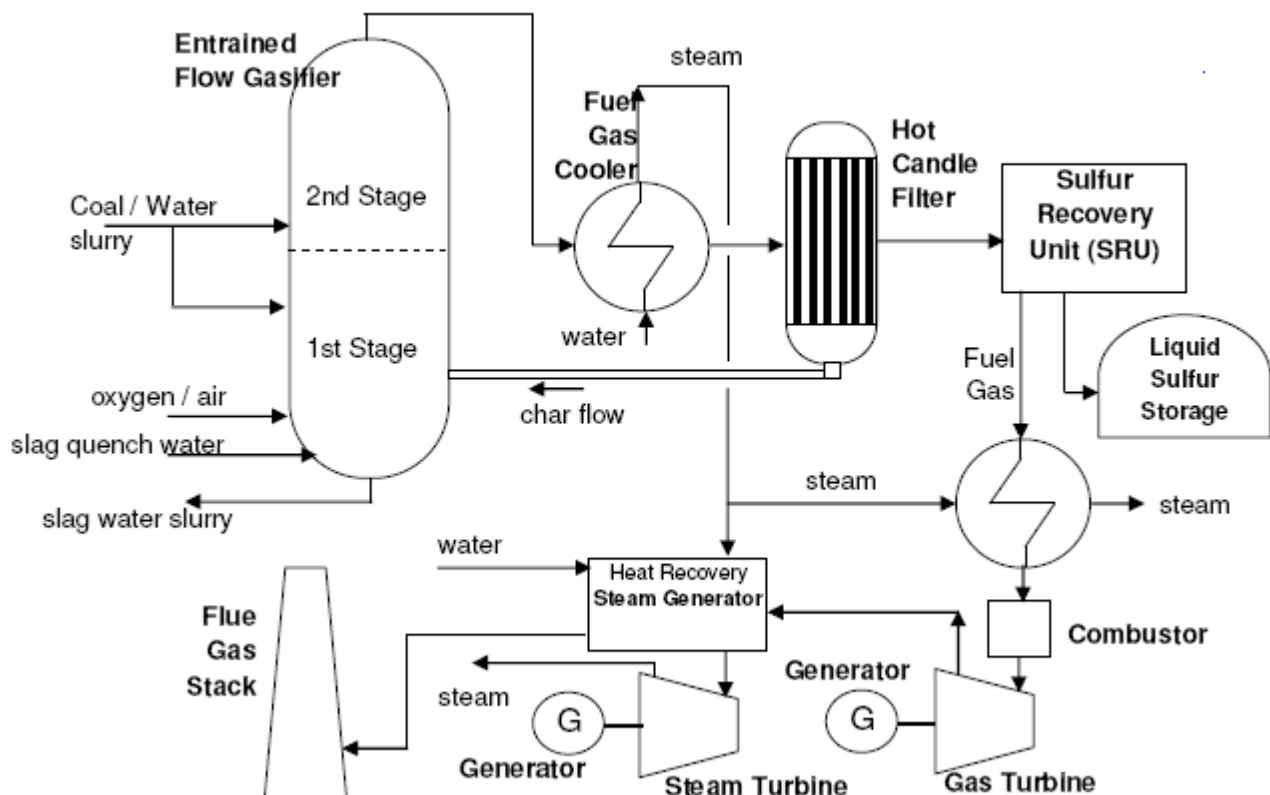 Entrained
Flow Gasifier
steam
Fuel
Gas
Cooler
Hot
Candle
Filter
Sulfur
Recovery
Unit (SRU)
2nd Stage
Coal / Water
slurry
water
1st Stage
Fuel
Gas
Liquid
Sulfur
Storage
oxygen / air
char flow
slag quench water
slag water slurry
steam
steam
water
Heat Recovery
Steam Generator
Flue
Gas
Stack
Combustor
steam
Generator
G
G
Generator
Steam Turbine
Gas Turbine